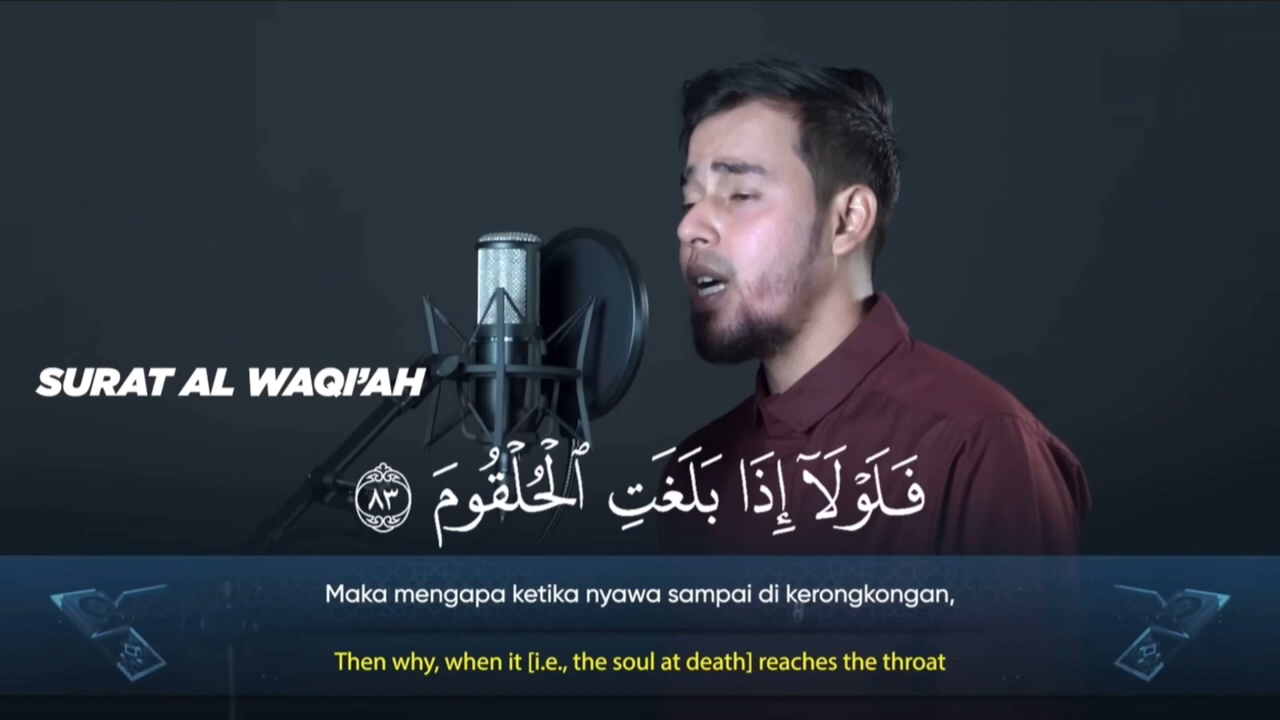 SURAT AL WAQI'AH
فَلَوْلَآ إِذَا بَلَغَتِ ٱلْحُلْقُومَ ٨٣
Maka mengapa ketika nyawa sampai di kerongkongan,
Then why, when it [i.e., the soul at death] reaches the throat